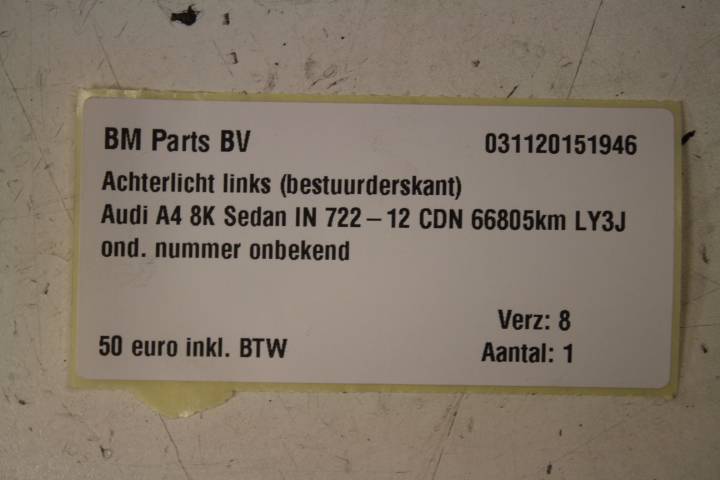 BM Parts BV 031120151946
Achterlicht links (bestuurderskant)
Audi A4 8K Sedan IN 722 – 12 CDN 66805km LY3J
ond. nummer onbekend
Verz: 8
50 euro inkl. BTW Aantal: 1